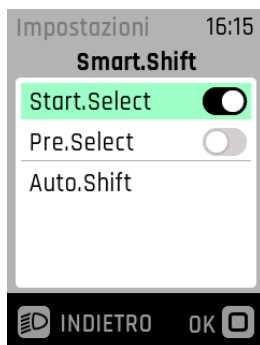 Impostazioni 16:15
Smart.Shift
Start.Select
Pre.Select
Auto.Shift
INDIETRO OK